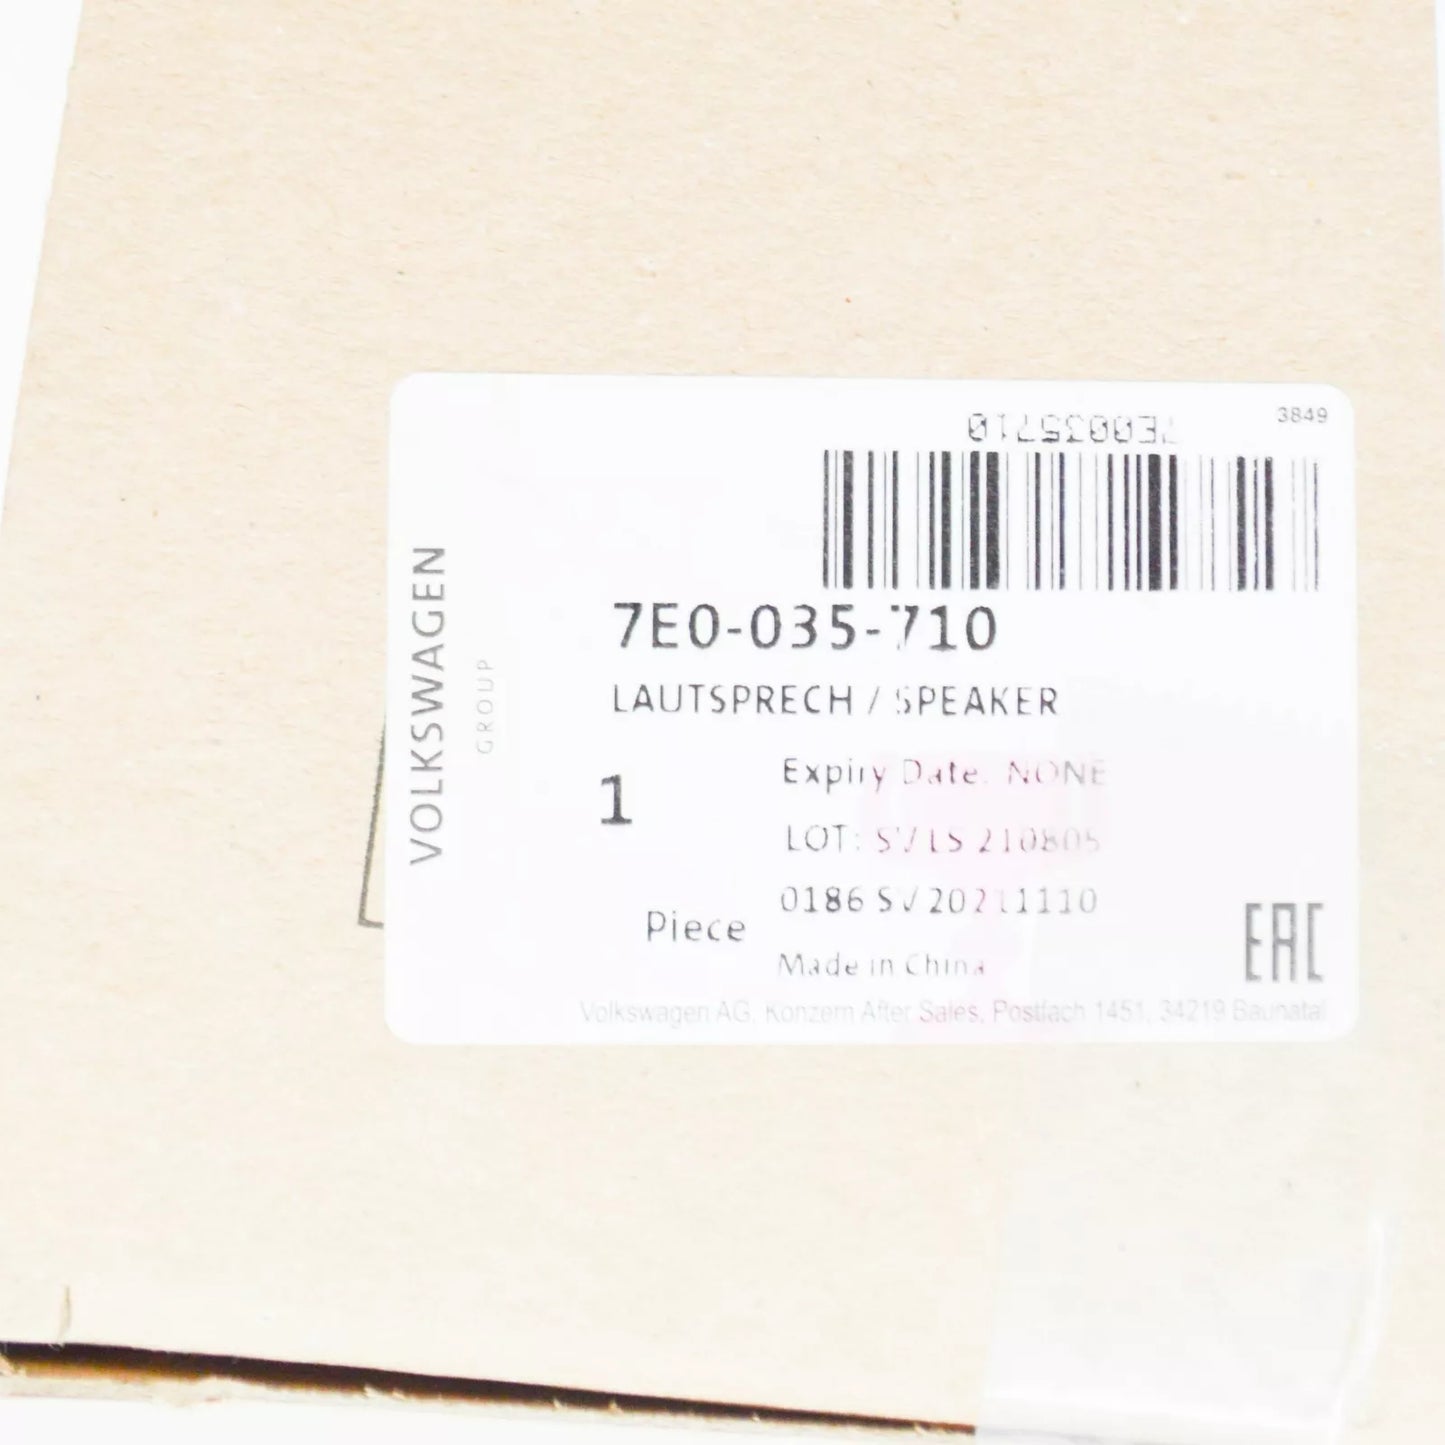 3849
7E0035710
VOLKSWAGEN
GROUP
7E0-035-710
LAUTSPRECH / SPEAKER
1
Piece
Expiry Date: NONE
LOT: SVLS 210805
0186 SV 20211110
Made in China
EAC
Volkswagen AG, Konzern After Sales, Postfach 1451, 34219 Baunatal